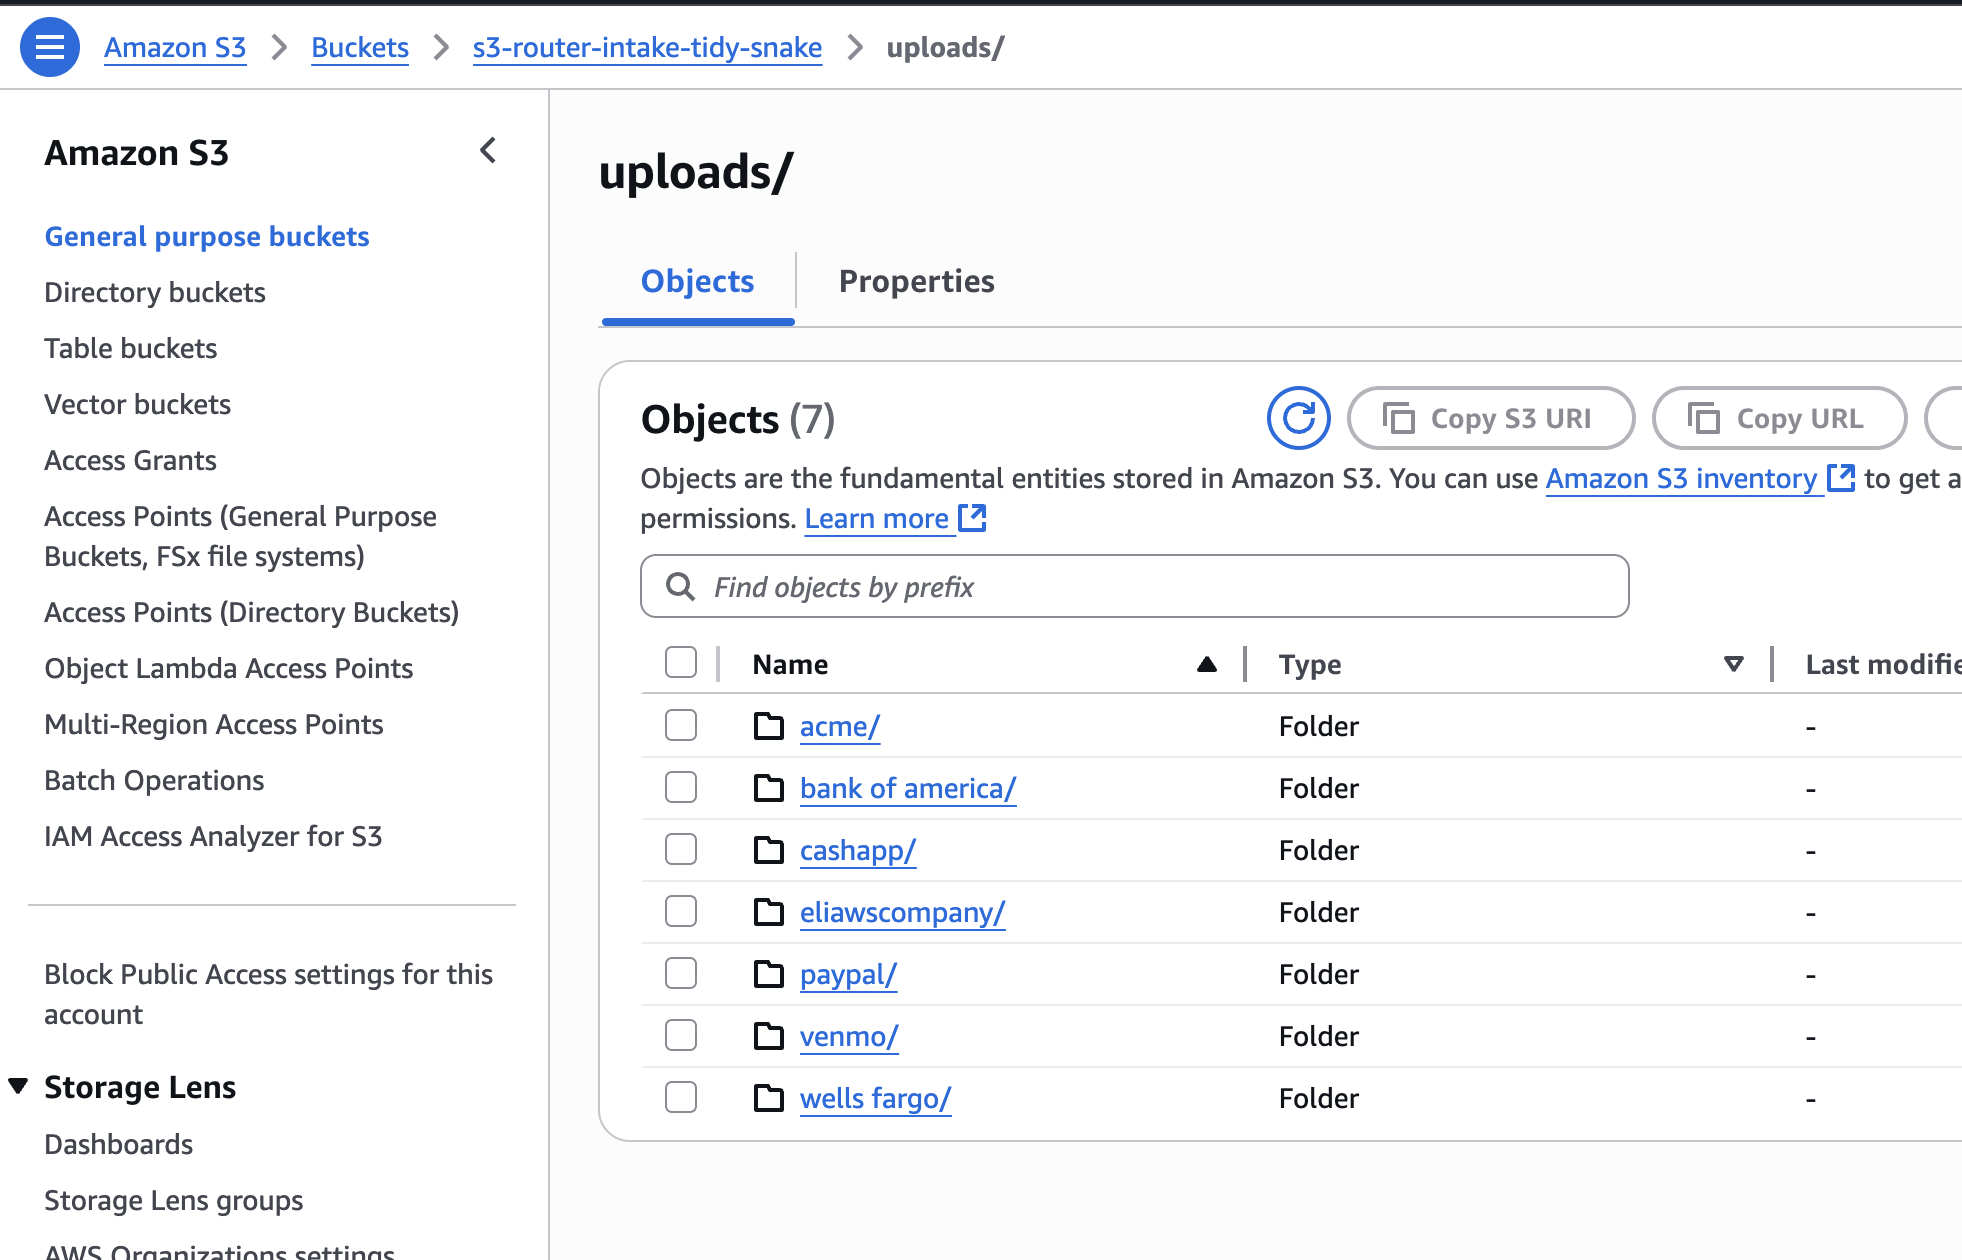 Amazon S3 > Buckets > s3-router-intake-tidy-snake > uploads/
Amazon S3
General purpose buckets
Directory buckets
Table buckets
Vector buckets
Access Grants
Access Points (General Purpose
Buckets, FSx file systems)
Access Points (Directory Buckets)
Object Lambda Access Points
Multi-Region Access Points
Batch Operations
IAM Access Analyzer for S3
Block Public Access settings for this
account
Storage Lens
Dashboards
Storage Lens groups
AWS Organizations settings
uploads/
Objects Properties
Objects (7)
Copy S3 URI
Copy URL
Objects are the fundamental entities stored in Amazon S3. You can use Amazon S3 inventory to get a
permissions. Learn more
Find objects by prefix
Name Type Last modifie
acme/ Folder -
bank of america/ Folder -
cashapp/ Folder -
eliawscompany/ Folder -
paypal/ Folder -
venmo/ Folder -
wells fargo/ Folder -